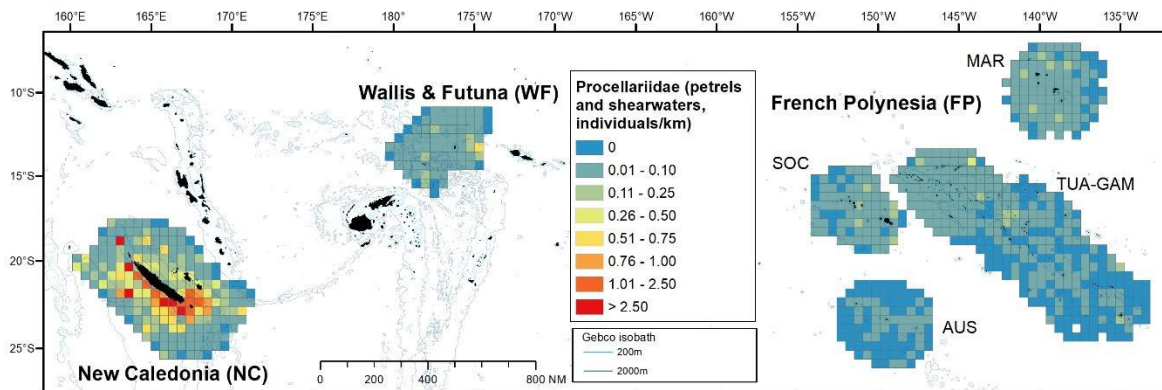 160°E 165°E 170°E 180° 175°W 170°W 155°W 150°W 145°W 140°W 135°W
10°S
15°S
20°S
25°S
New Caledonia (NC)
Wallis & Futuna (WF)
0 200 400 800 NM
Procellariidae (petrels
and shearwaters,
individuals/km)
0
0.01 - 0.10
0.11 - 0.25
0.26 - 0.50
0.51 - 0.75
0.76 - 1.00
1.01 - 2.50
> 2.50
Gebco isobath
200m
2000m
French Polynesia (FP)
MAR
SOC
TUA-GAM
AUS